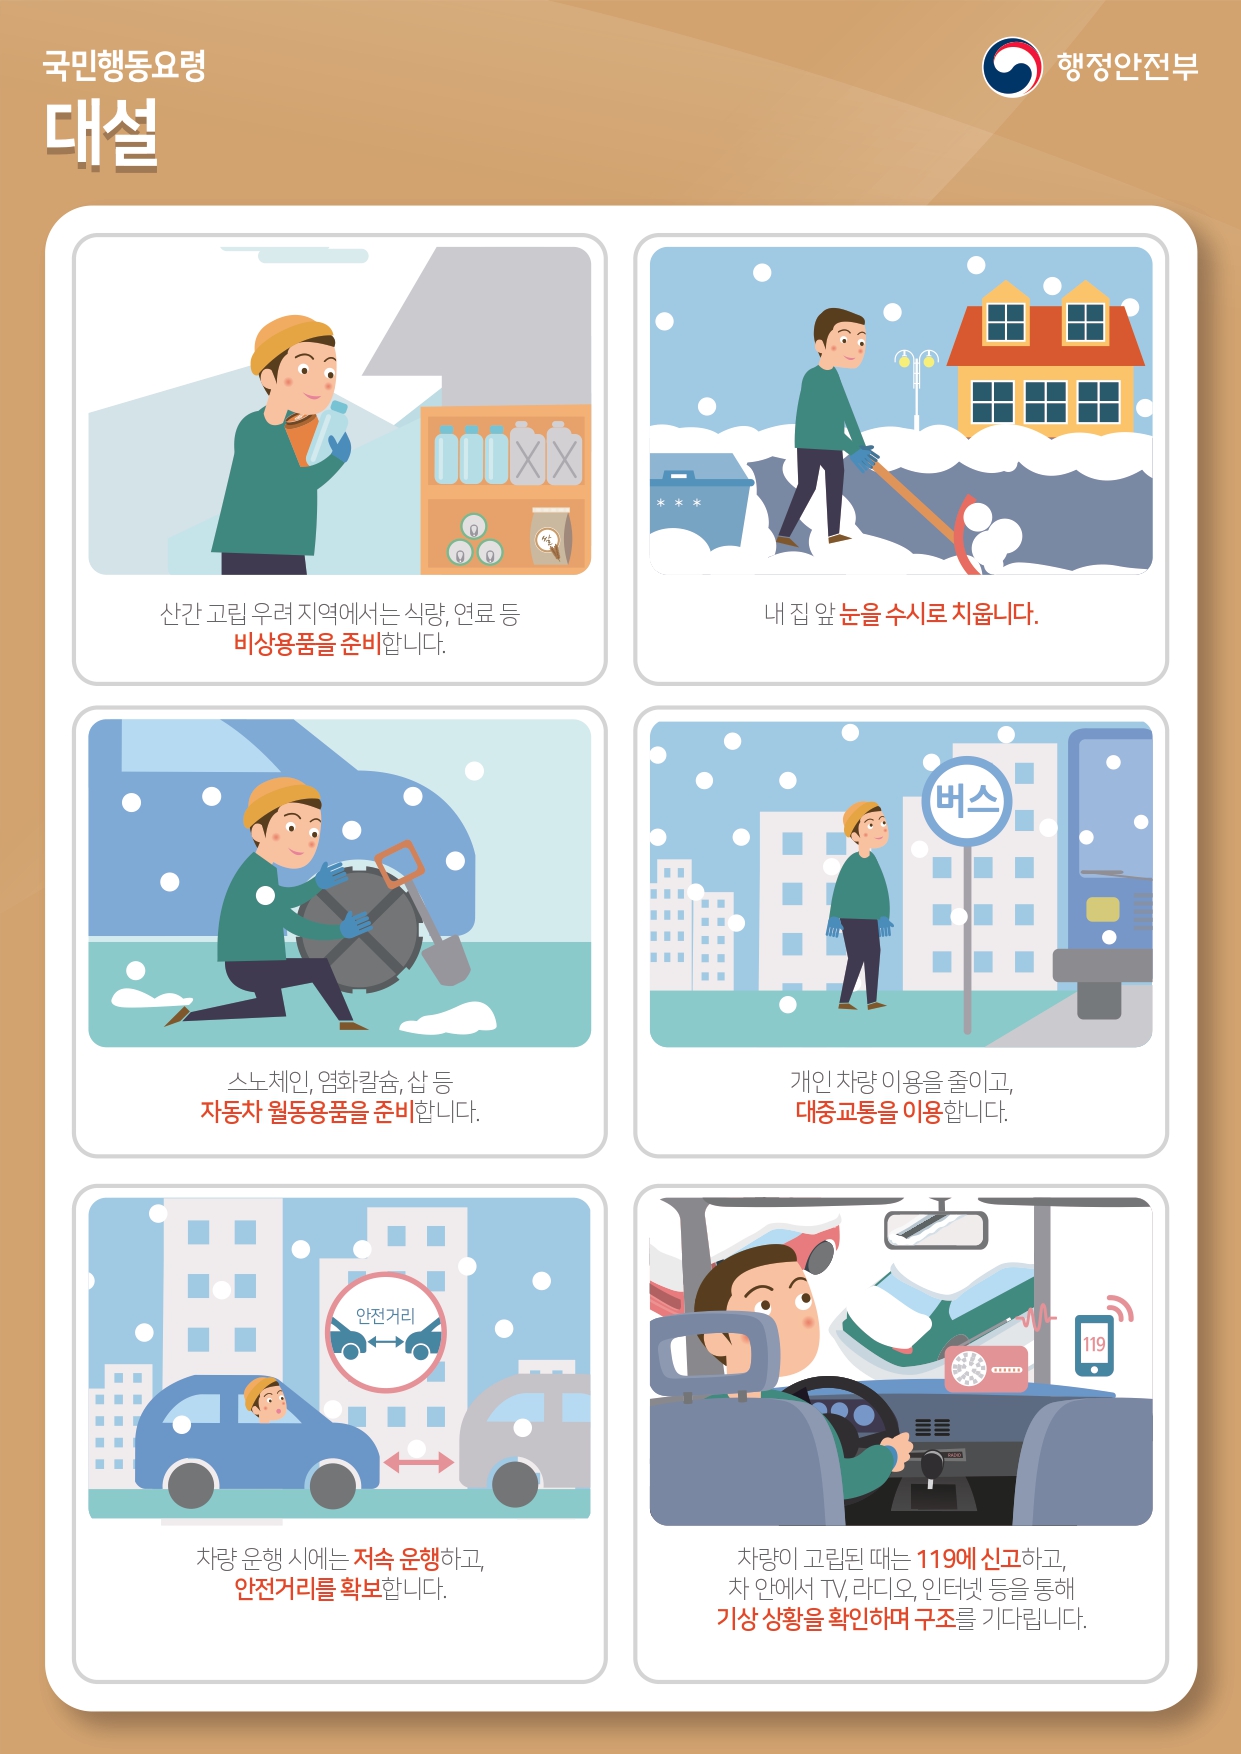 국민행동요령
대설
행정안전부
쌀
산간 고립 우려 지역에서는 식량, 연료 등
비상용품을 준비합니다.
내 집 앞 눈을 수시로 치웁니다.
스노체인, 염화칼슘, 삽 등
자동차 월동용품을 준비합니다.
버스
개인 차량 이용을 줄이고,
대중교통을 이용합니다.
안전거리
차량 운행 시에는 저속 운행하고,
안전거리를 확보합니다.
119
RADIO
차량이 고립된 때는 119에 신고하고,
차 안에서 TV, 라디오, 인터넷 등을 통해
기상 상황을 확인하며 구조를 기다립니다.